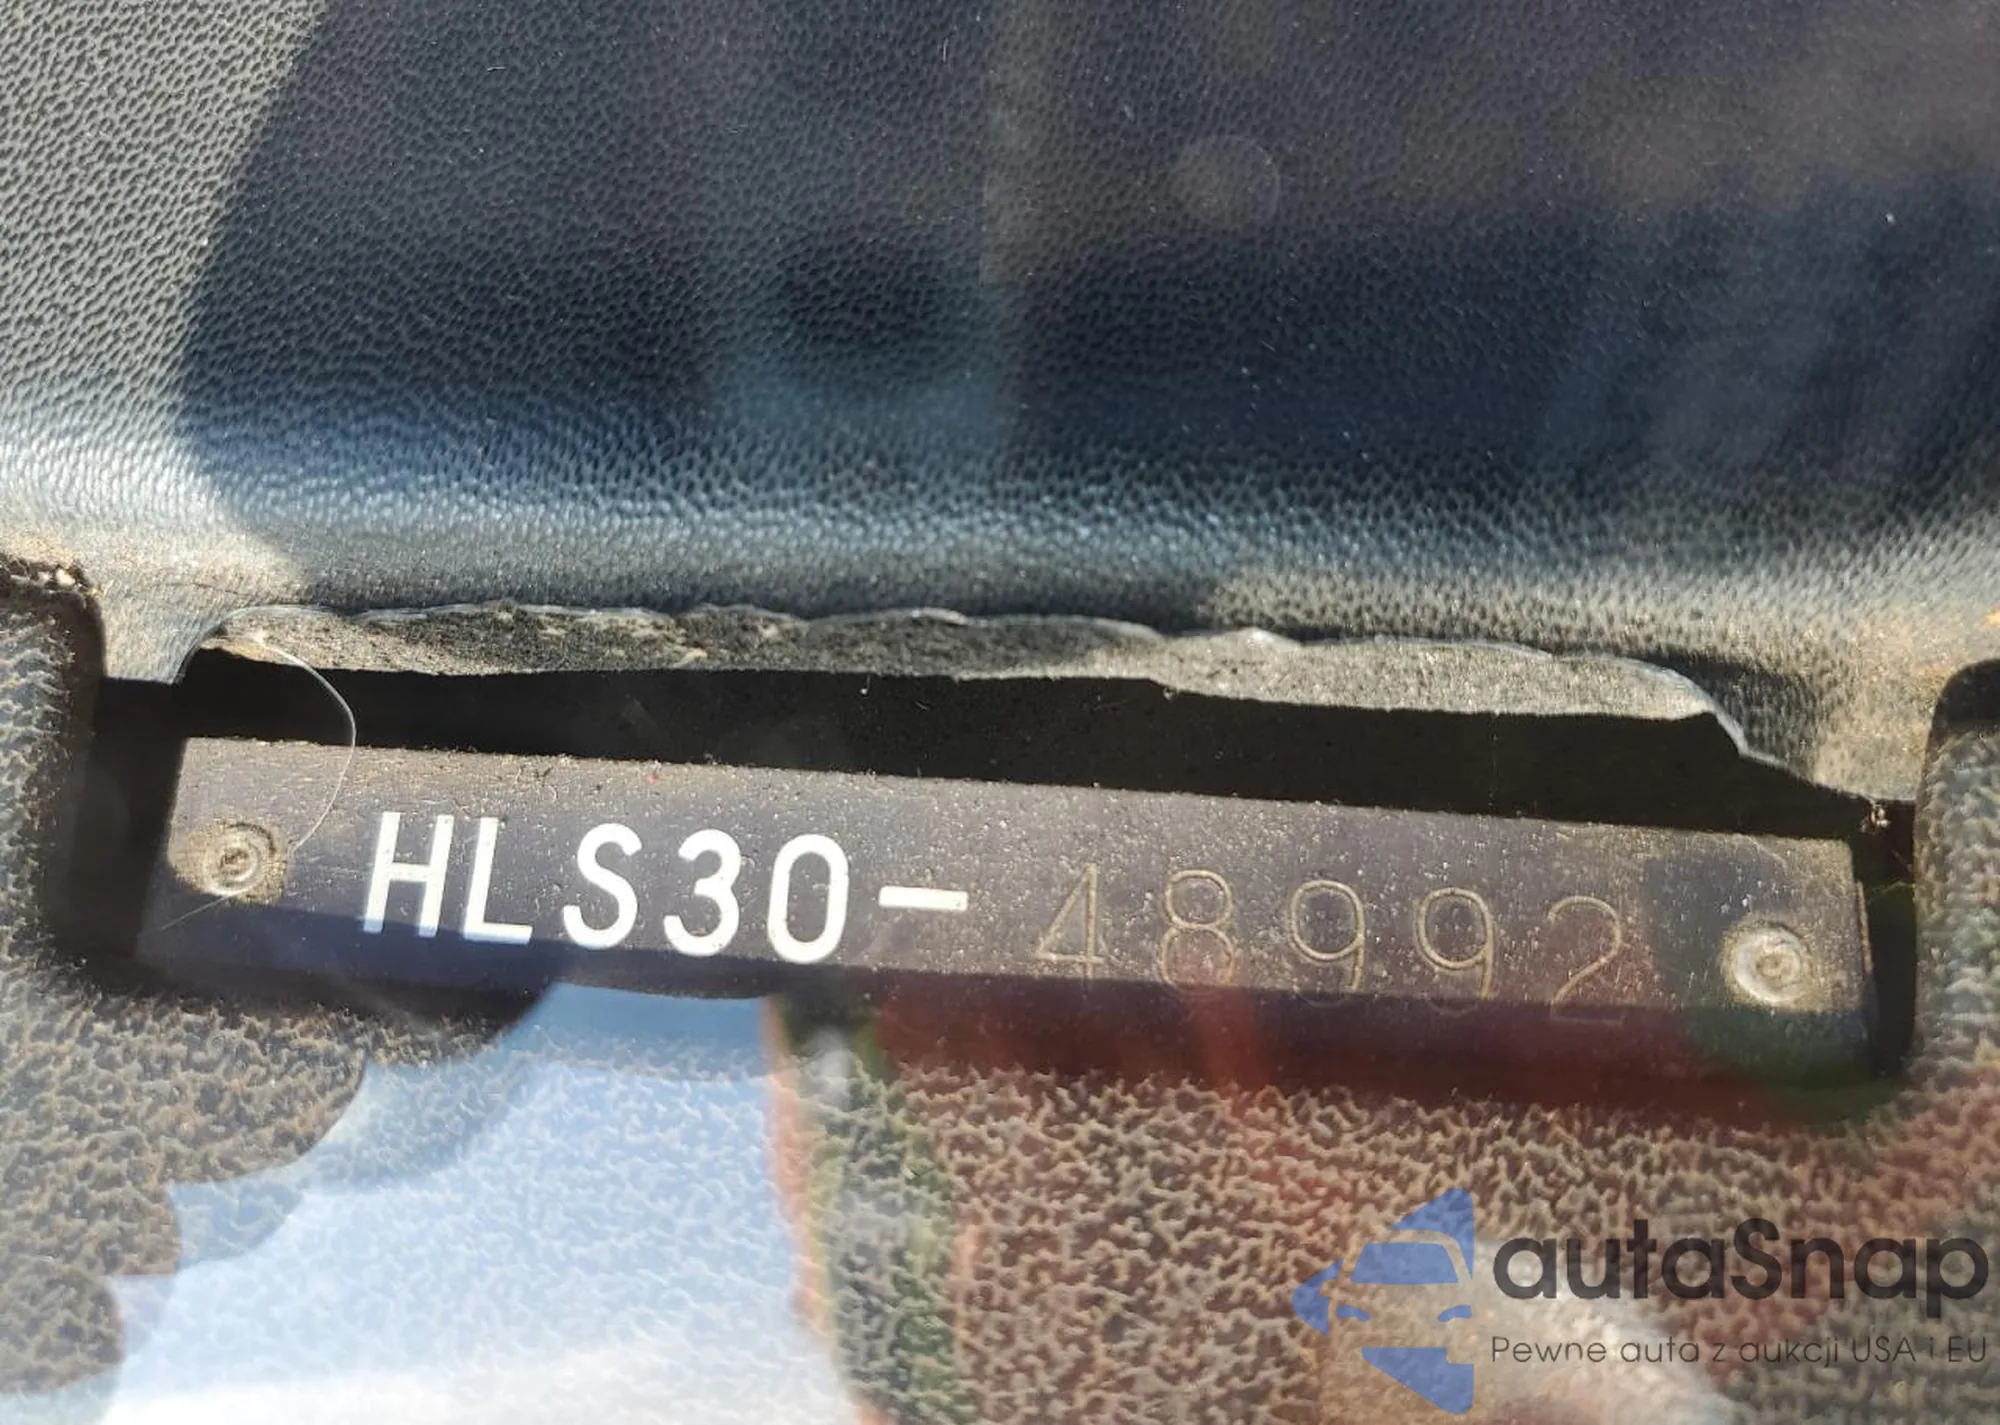 HLS30-48992
autaSnap
Pewne auta z aukcji USA i EU